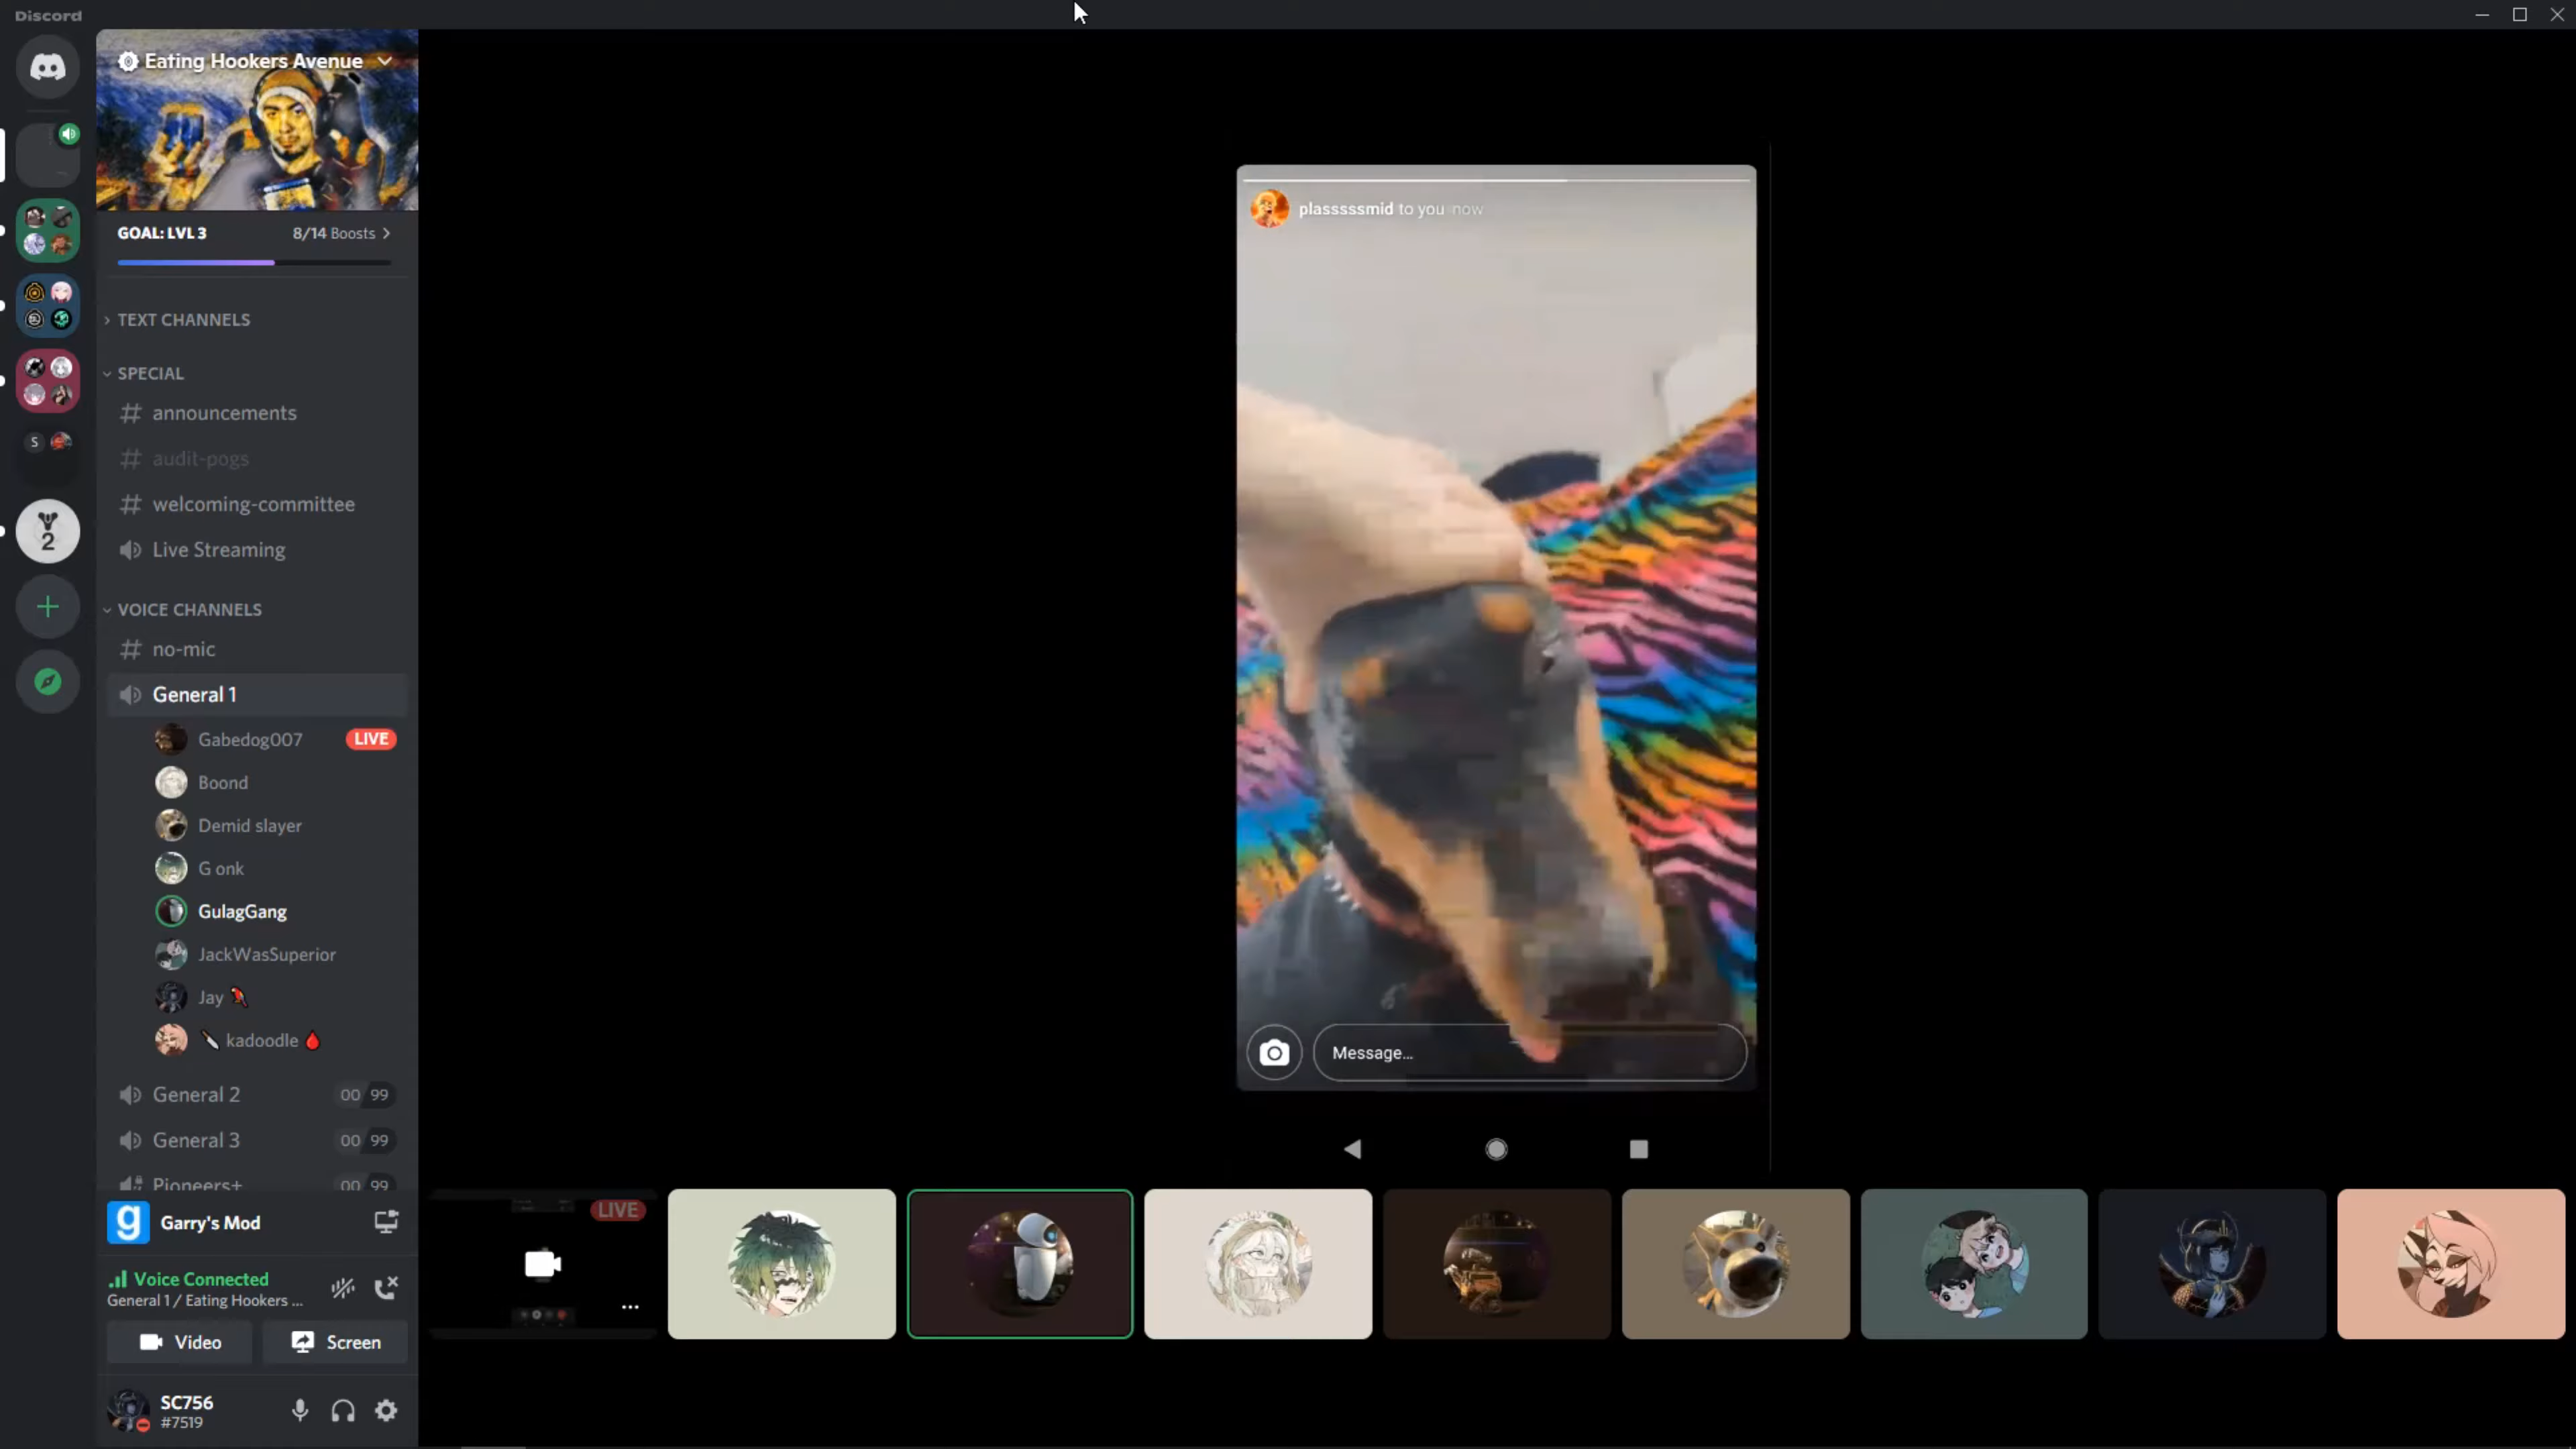 Discord
Eating Hookers Avenue
GOAL: LVL 3
8/14 Boosts
TEXT CHANNELS
SPECIAL
announcements
audit-pogs
welcoming-committee
Live Streaming
VOICE CHANNELS
no-mic
General 1
Gabedog007 LIVE
Boond
Demid slayer
G onk
GulagGang
JackWasSuperior
Jay
kadoodle
General 2 00 99
General 3 00 99
Pioneers+ 00 99
Garry's Mod
Voice Connected
General 1 / Eating Hookers ...
Video
Screen
SC756
#7519
S
2
plasssssmid to you now
Message...
LIVE